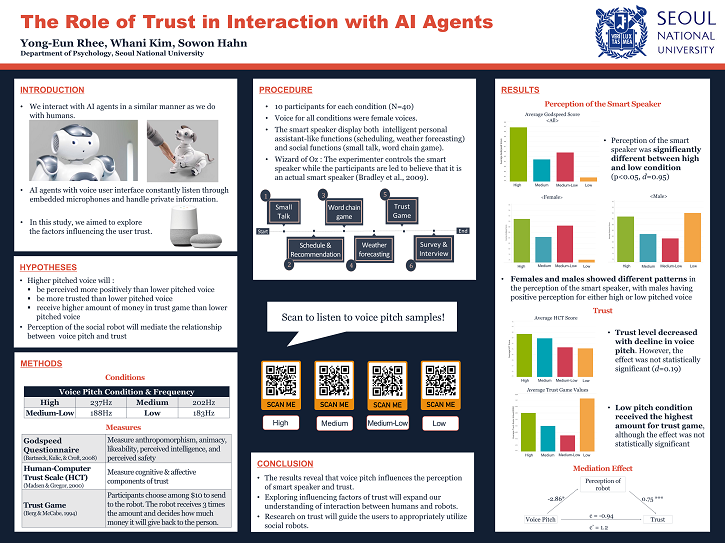 The Role of Trust in Interaction with AI Agents
Yong-Eun Rhee, Whani Kim, Sowon Hahn
Department of Psychology, Seoul National University
SEOUL
NATIONAL
UNIVERSITY
INTRODUCTION
• We interact with AI agents in a similar manner as we do
with humans.
• AI agents with voice user interface constantly listen through
embedded microphones and handle private information.
• In this study, we aimed to explore
the factors influencing the user trust.
HYPOTHESES
• Higher pitched voice will :
▪ be perceived more positively than lower pitched voice
▪ be more trusted than lower pitched voice
▪ receive higher amount of money in trust game than lower
pitched voice
• Perception of the social robot will mediate the relationship
between voice pitch and trust
METHODS
Conditions
Voice Pitch Condition & Frequency
High 237Hz Medium 202Hz
Medium-Low 188Hz Low 183Hz
Measures
Godspeed
Questionnaire
(Bartneck, Kulic, & Croft, 2008)
Measure anthropomorphism, animacy,
likeability, perceived intelligence, and
perceived safety
Human-Computer
Trust Scale (HCT)
(Madsen & Gregor, 2000)
Measure cognitive & affective
components of trust
Trust Game
(Berg & McCabe, 1994)
Participants choose among $10 to send
to the robot. The robot receives 3 times
the amount and decides how much
money it will give back to the person.
PROCEDURE
• 10 participants for each condition (N=40)
• Voice for all conditions were female voices.
• The smart speaker display both intelligent personal
assistant-like functions (scheduling, weather forecasting)
and social functions (small talk, word chain game).
• Wizard of Oz : The experimenter controls the
smart speaker while the participants are led to believe that it is
an actual smart speaker (Bradley et al., 2009).
1 3 5
Small
Talk
Word chain
game
Trust
Game
Start
End
Schedule &
Recommendation
Weather
forecasting
Survey &
Interview
2 4 6
Scan to listen to voice pitch samples!
SCAN ME SCAN ME SCAN ME SCAN ME
High Medium Medium-Low Low
CONCLUSION
• The results reveal that voice pitch influences the perception
of smart speaker and trust.
• Exploring influencing factors of trust will expand our
understanding of interaction between humans and robots.
• Research on trust will guide the users to appropriately utilize
social robots.
RESULTS
Perception of the Smart Speaker
Average Godspeed Score
<All>
High Medium Medium-Low Low
• Perception of the smart
speaker was significantly
different between high
and low condition
(p<0.05, d=0.95)
<Female> <Male>
High Medium Medium-Low Low
High Medium Medium-Low Low
• Females and males showed different patterns in
the perception of the smart speaker, with males having
positive perception for either high or low pitched voice
Trust
Average HCT Score
High Medium Medium-Low Low
• Trust level decreased
with decline in voice
pitch. However, the
effect was not statistically
significant (d=0.19)
Average Trust Game Values
High Medium Medium-Low Low
• Low pitch condition
received the highest
amount for trust game,
although the effect was not
statistically significant
Mediation Effect
Perception of
robot
-2.86* 0.75 ***
Voice Pitch
c = -0.94
c' = 1.2
Trust